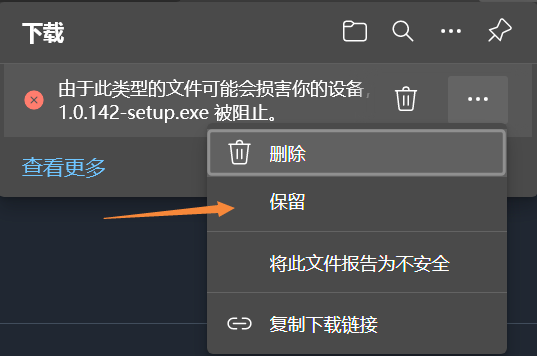 下载
由于此类型的文件可能会损害你的设备，
1.0.142-setup.exe 被阻止。
查看更多
删除
保留
将此文件报告为不安全
复制下载链接